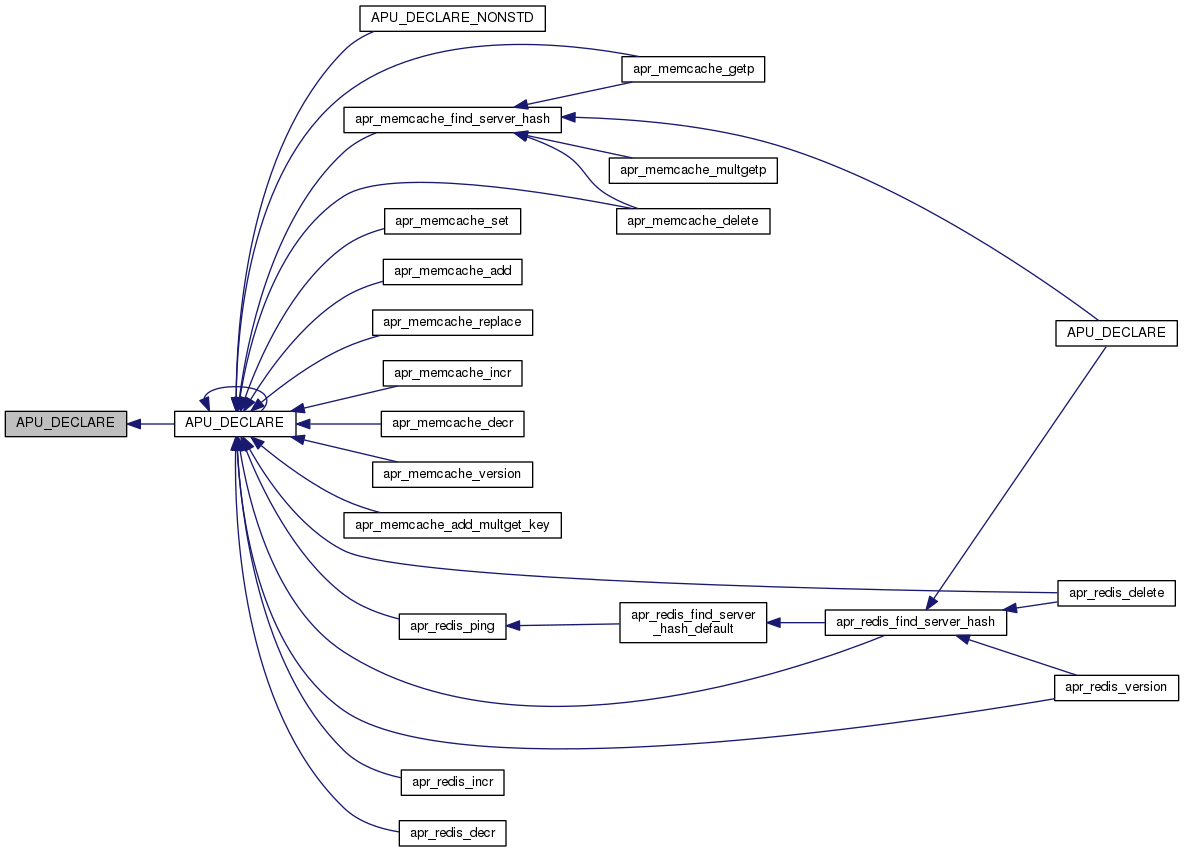 APU_DECLARE_NONSTD
apr_memcache_getp
apr_memcache_find_server_hash
apr_memcache_multgetp
apr_memcache_set
apr_memcache_delete
apr_memcache_add
apr_memcache_replace
APU_DECLARE
apr_memcache_incr
APU_DECLARE
APU_DECLARE
apr_memcache_decr
apr_memcache_version
apr_memcache_add_multget_key
apr_redis_delete
apr_redis_ping
apr_redis_find_server
_hash_default
apr_redis_find_server_hash
apr_redis_version
apr_redis_incr
apr_redis_decr